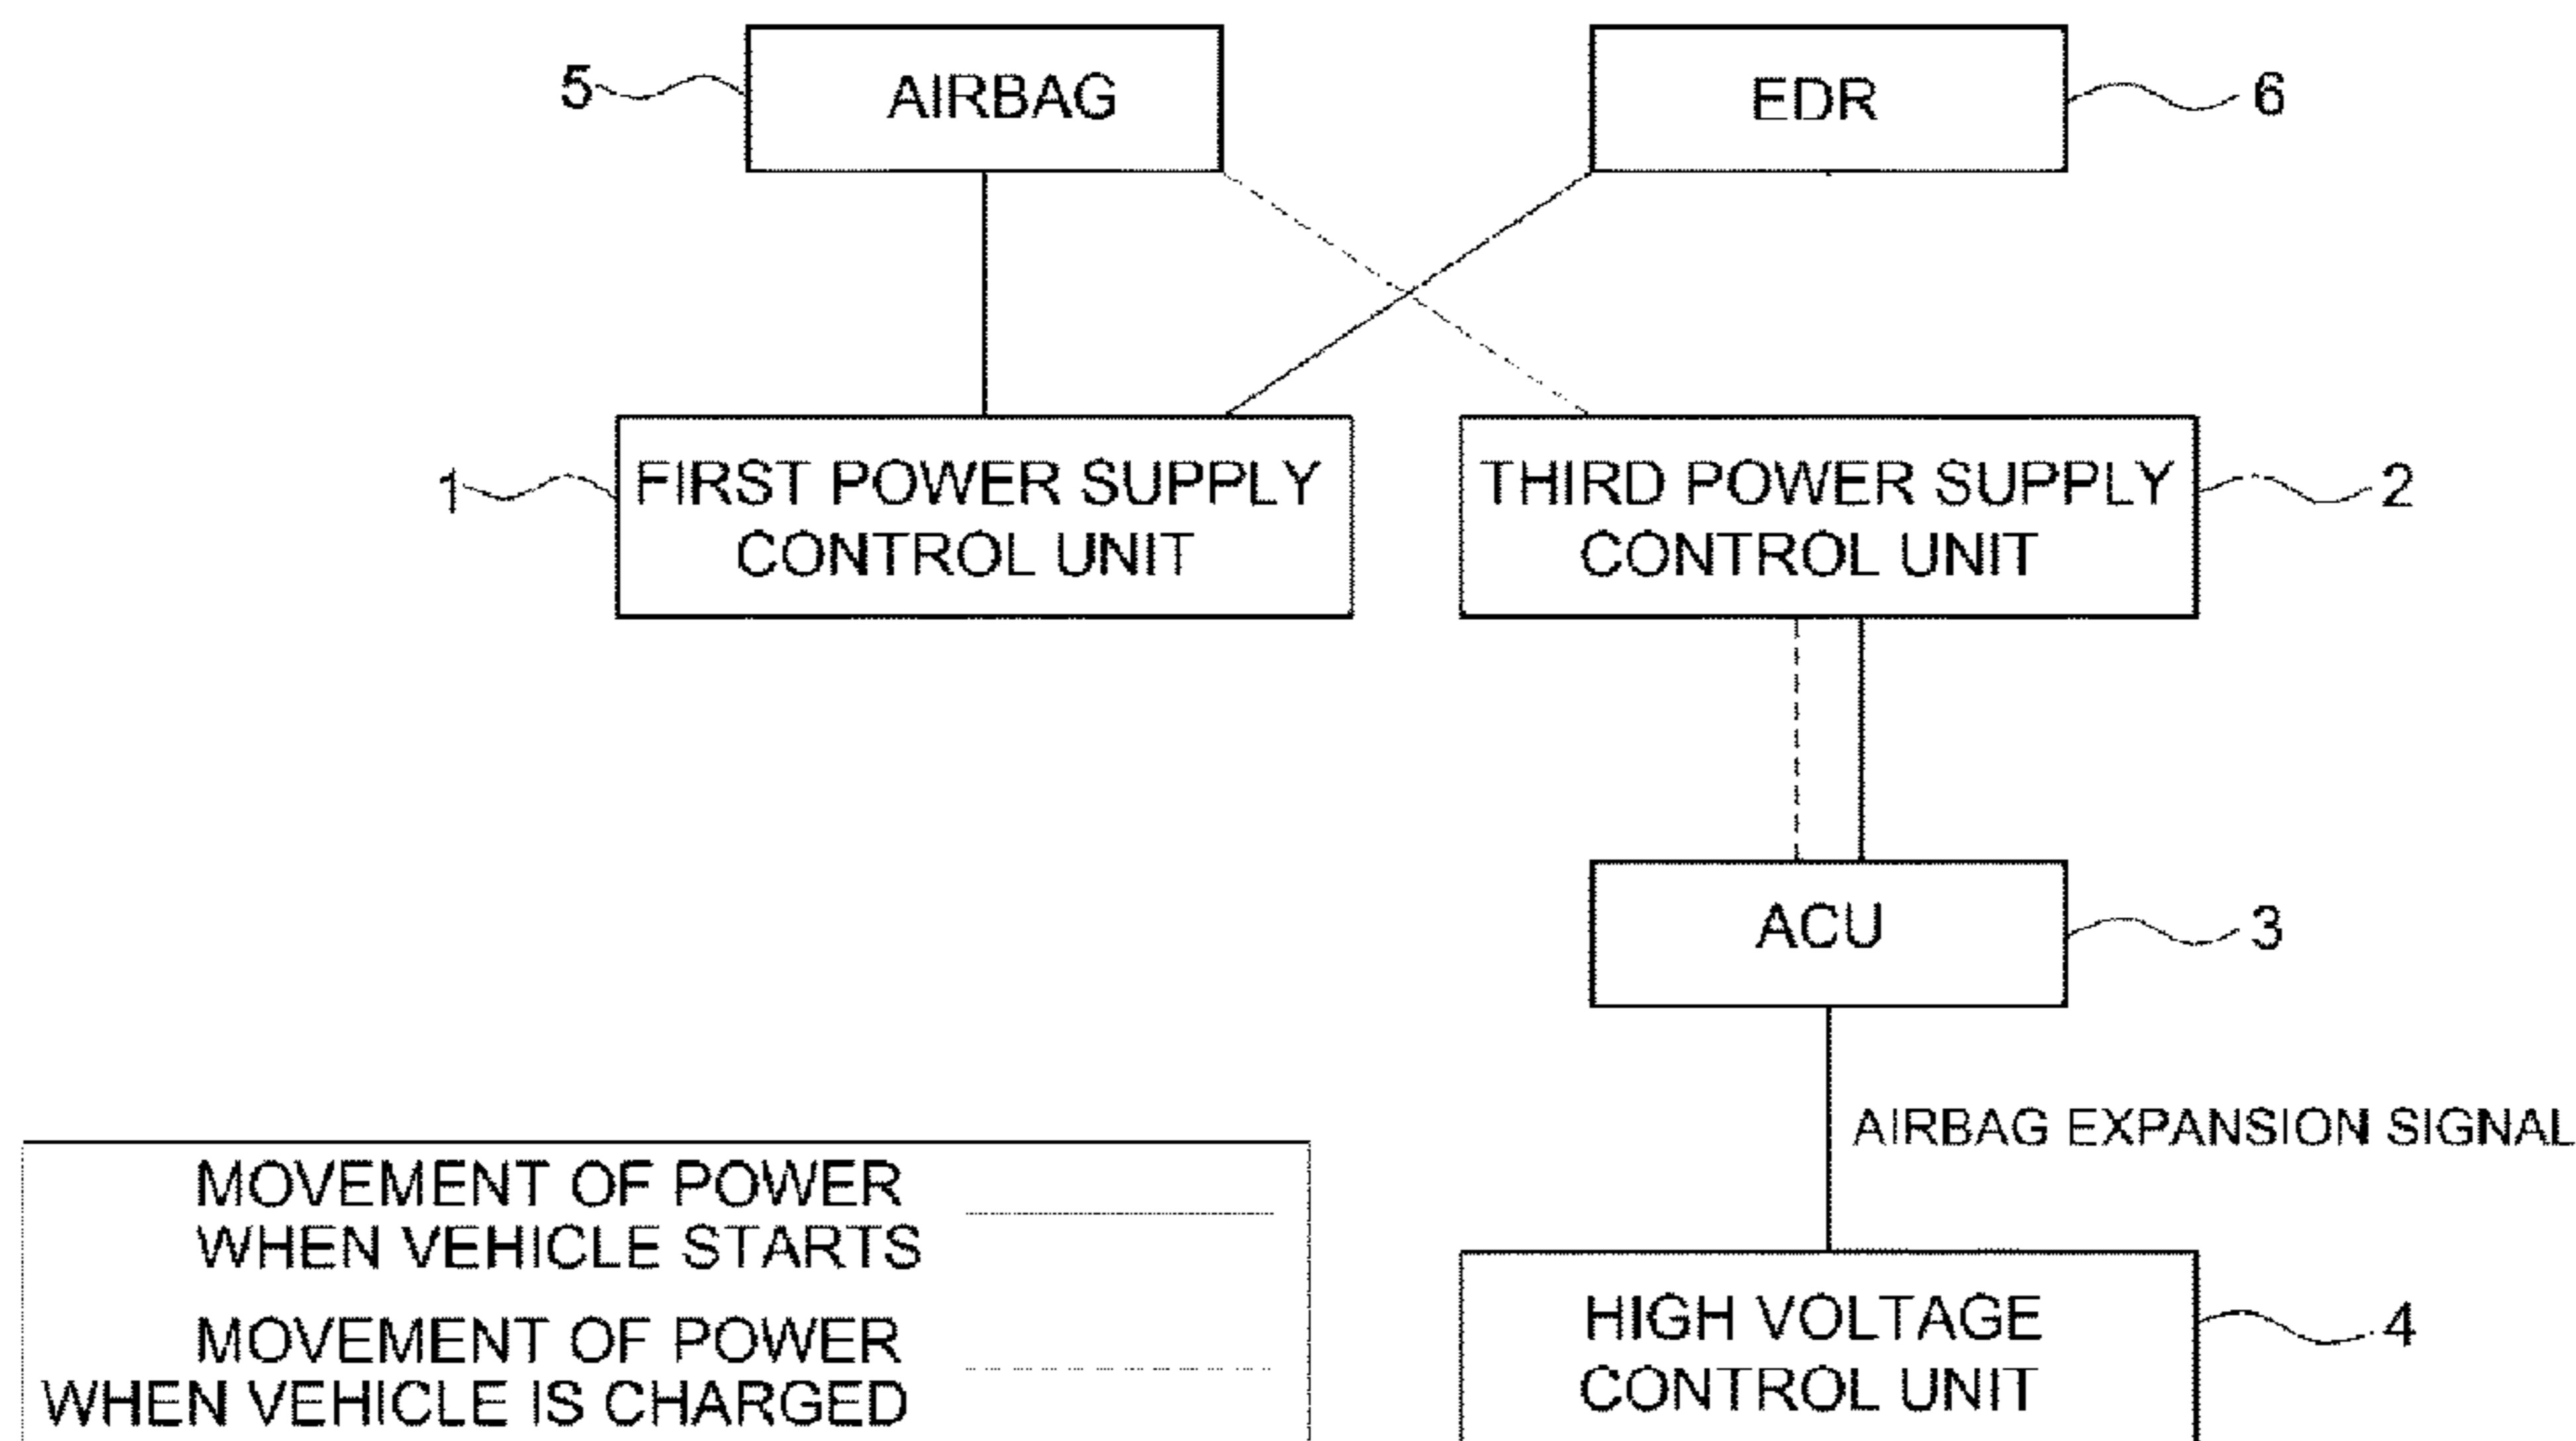 5
AIRBAG
EDR
6
1
FIRST POWER SUPPLY
CONTROL UNIT
THIRD POWER SUPPLY
CONTROL UNIT
2
ACU
3
AIRBAG EXPANSION SIGNAL
MOVEMENT OF POWER
WHEN VEHICLE STARTS
MOVEMENT OF POWER
WHEN VEHICLE IS CHARGED
HIGH VOLTAGE
CONTROL UNIT
4